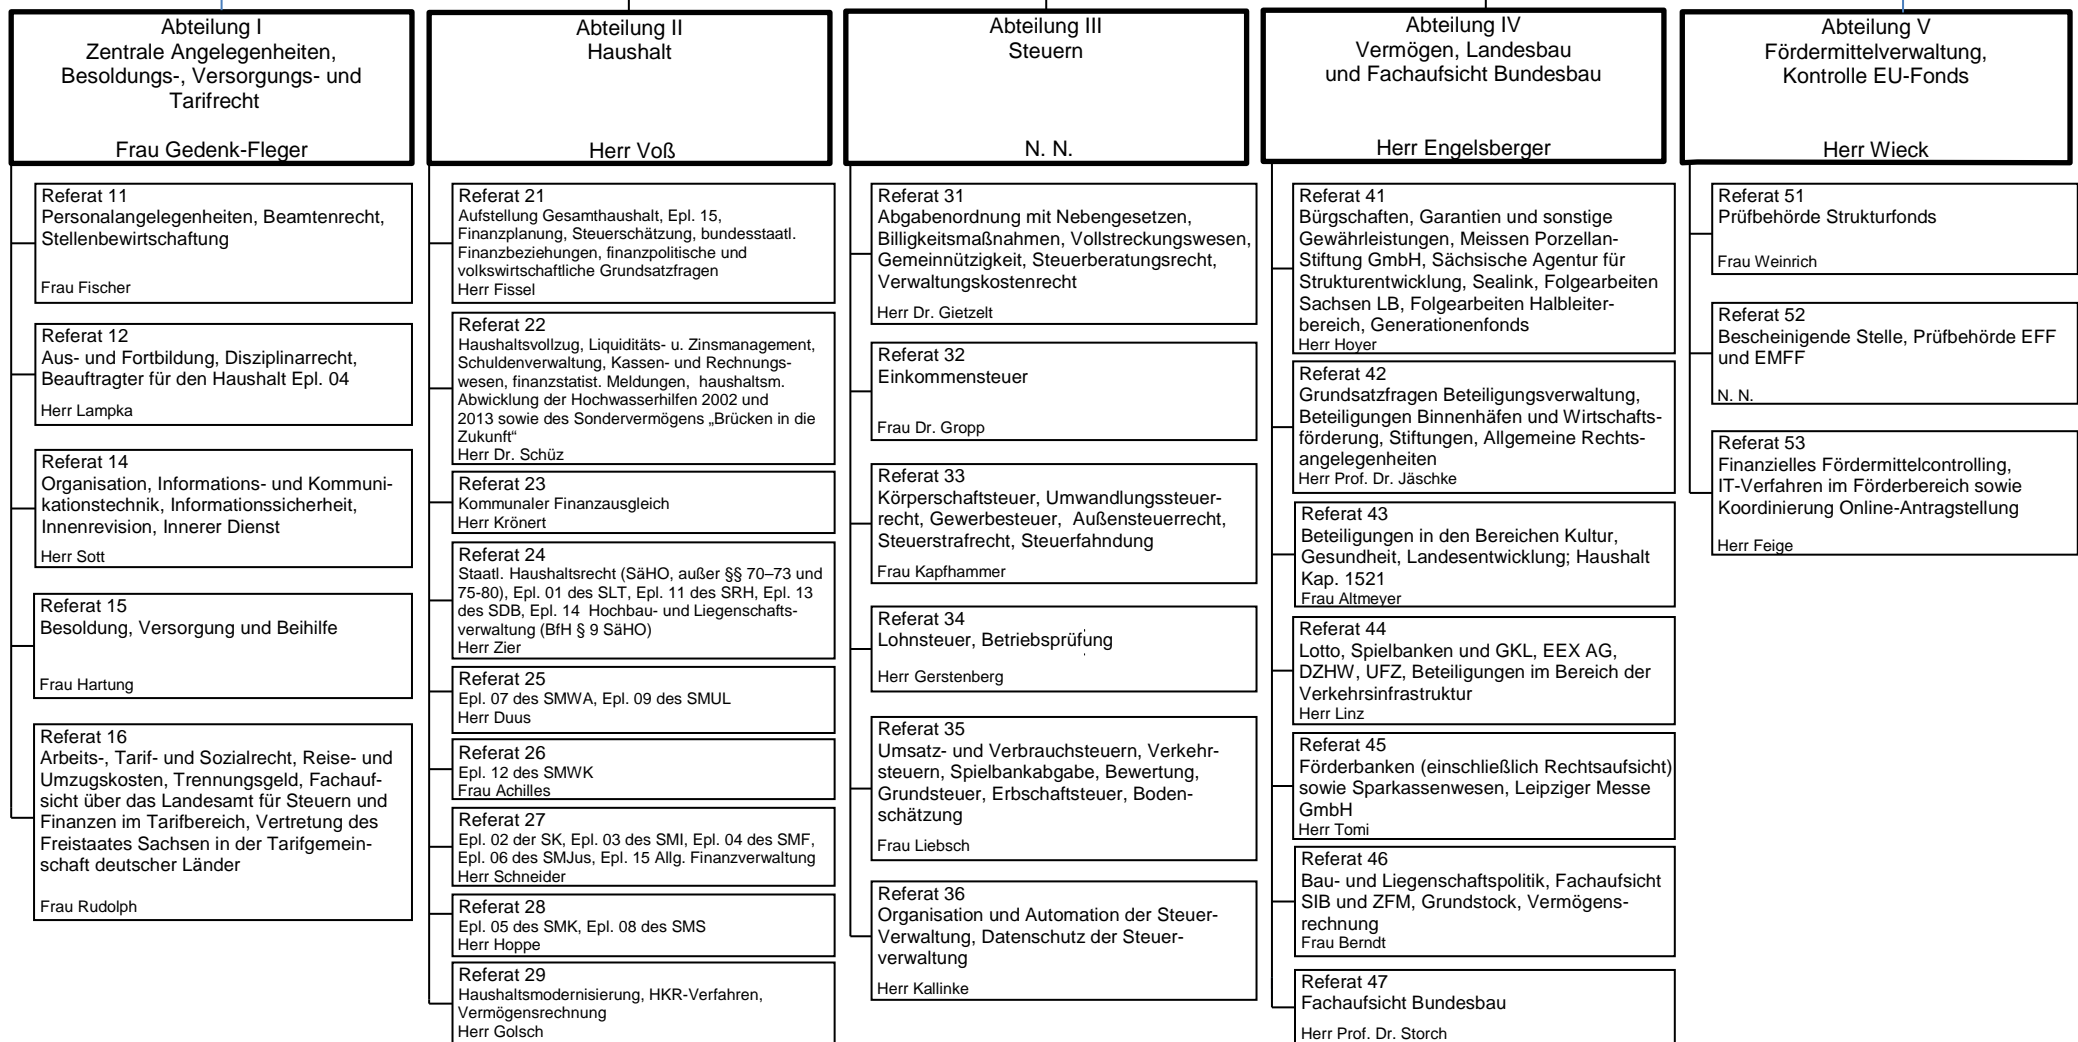 Abteilung I
Zentrale Angelegenheiten,
Besoldungs-, Versorgungs- und
Tarifrecht
Frau Gedenk-Fleger
Referat 11
Personalangelegenheiten, Beamtenrecht,
Stellenbewirtschaftung
Frau Fischer
Referat 12
Aus- und Fortbildung, Disziplinarrecht,
Beauftragter für den Haushalt Epl. 04
Herr Lampka
Referat 14
Organisation, Informations- und Kommuni-
kationstechnik, Informationssicherheit,
Innenrevision, Innerer Dienst
Herr Sott
Referat 15
Besoldung, Versorgung und Beihilfe
Frau Hartung
Referat 16
Arbeits-, Tarif- und Sozialrecht, Reise- und
Umzugskosten, Trennungsgeld, Fachauf-
sicht über das Landesamt für Steuern und
Finanzen im Tarifbereich, Vertretung des
Freistaates Sachsen in der Tarifgemein-
schaft deutscher Länder
Frau Rudolph
Abteilung II
Haushalt
Herr Voß
Referat 21
Aufstellung Gesamthaushalt, Epl. 15,
Finanzplanung, Steuerschätzung, bundesstaatl.
Finanzbeziehungen, finanzpolitische und
volkswirtschaftliche Grundsatzfragen
Herr Fissel
Referat 22
Haushaltsvollzug, Liquiditäts- u. Zinsmanagement,
Schuldenverwaltung, Kassen- und Rechnungs-
wesen, finanzstatist. Meldungen, haushaltsm.
Abwicklung der Hochwasserhilfen 2002 und
2013 sowie des Sondervermögens „Brücken in die
Zukunft“
Herr Dr. Schüz
Referat 23
Kommunaler Finanzausgleich
Herr Krönert
Referat 24
Staatl. Haushaltsrecht (SäHO, außer §§ 70–73 und
75-80), Epl. 01 des SLT, Epl. 11 des SRH, Epl. 13
des SDB, Epl. 14 Hochbau- und Liegenschafts-
verwaltung (BfH § 9 SäHO)
Herr Zier
Referat 25
Epl. 07 des SMWA, Epl. 09 des SMUL
Herr Duus
Referat 26
Epl. 12 des SMWK
Frau Achilles
Referat 27
Epl. 02 der SK, Epl. 03 des SMI, Epl. 04 des SMF,
Epl. 06 des SMJus, Epl. 15 Allg. Finanzverwaltung
Herr Schneider
Referat 28
Epl. 05 des SMK, Epl. 08 des SMS
Herr Hoppe
Referat 29
Haushaltsmodernisierung, HKR-Verfahren,
Vermögensrechnung
Herr Golsch
Abteilung III
Steuern
N. N.
Referat 31
Abgabenordnung mit Nebengesetzen,
Billigkeitsmaßnahmen, Vollstreckungswesen,
Gemeinnützigkeit, Steuerberatungsrecht,
Verwaltungskostenrecht
Herr Dr. Gietzelt
Referat 32
Einkommensteuer
Frau Dr. Gropp
Referat 33
Körperschaftsteuer, Umwandlungssteuer-
recht, Gewerbesteuer, Außensteuerrecht,
Steuerstrafrecht, Steuerfahndung
Frau Kapfhammer
Referat 34
Lohnsteuer, Betriebsprüfung
Herr Gerstenberg
Referat 35
Umsatz- und Verbrauchsteuern, Verkehr-
steuern, Spielbankabgabe, Bewertung,
Grundsteuer, Erbschaftsteuer, Boden-
schätzung
Frau Liebsch
Referat 36
Organisation und Automation der Steuer-
Verwaltung, Datenschutz der Steuer-
verwaltung
Herr Kallinke
Abteilung IV
Vermögen, Landesbau
und Fachaufsicht Bundesbau
Herr Engelsberger
Referat 41
Bürgschaften, Garantien und sonstige
Gewährleistungen, Meissen Porzellan-
Stiftung GmbH, Sächsische Agentur für
Strukturentwicklung, Sealink, Folgearbeiten
Sachsen LB, Folgearbeiten Halbleiter-
bereich, Generationenfonds
Herr Hoyer
Referat 42
Grundsatzfragen Beteiligungsverwaltung,
Beteiligungen Binnenhäfen und Wirtschafts-
förderung, Stiftungen, Allgemeine Rechts-
angelegenheiten
Herr Prof. Dr. Jäschke
Referat 43
Beteiligungen in den Bereichen Kultur,
Gesundheit, Landesentwicklung; Haushalt
Kap. 1521
Frau Altmeyer
Referat 44
Lotto, Spielbanken und GKL, EEX AG,
DZHW, UFZ, Beteiligungen im Bereich der
Verkehrsinfrastruktur
Herr Linz
Referat 45
Förderbanken (einschließlich Rechtsaufsicht)
sowie Sparkassenwesen, Leipziger Messe
GmbH
Herr Tomi
Referat 46
Bau- und Liegenschaftspolitik, Fachaufsicht
SIB und ZFM, Grundstock, Vermögens-
rechnung
Frau Berndt
Referat 47
Fachaufsicht Bundesbau
Herr Prof. Dr. Storch
Abteilung V
Fördermittelverwaltung,
Kontrolle EU-Fonds
Herr Wieck
Referat 51
Prüfbehörde Strukturfonds
Frau Weinrich
Referat 52
Bescheinigende Stelle, Prüfbehörde EFF
und EMFF
N. N.
Referat 53
Finanzielles Fördermittelcontrolling,
IT-Verfahren im Förderbereich sowie
Koordinierung Online-Antragstellung
Herr Feige